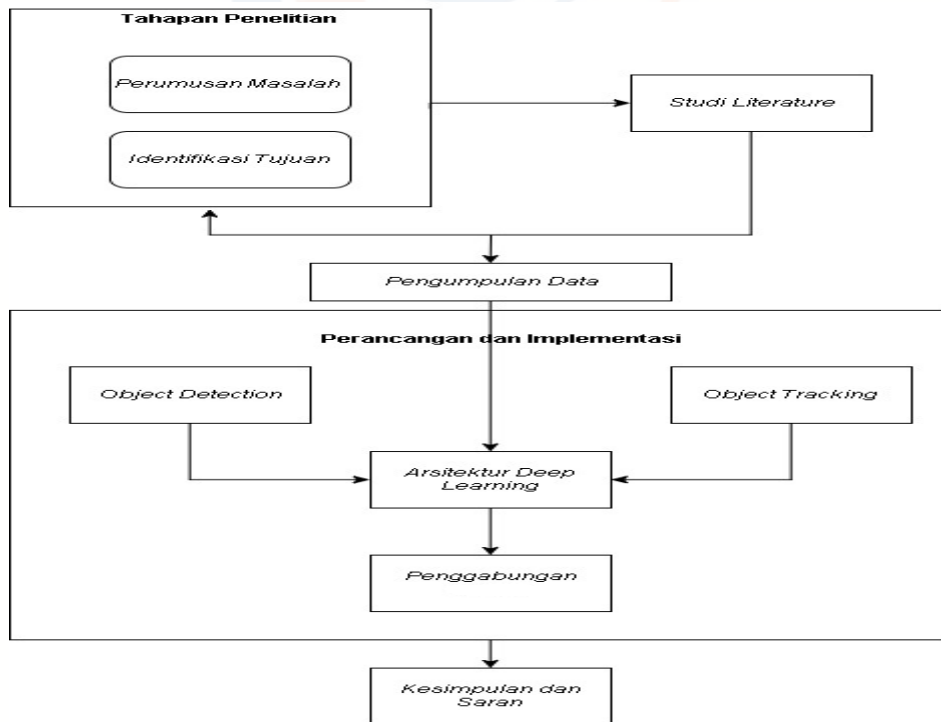 Tahapan Penelitian
Perumusan Masalah
Identifikasi Tujuan
Studi Literature
Pengumpulan Data
Perancangan dan Implementasi
Object Detection
Object Tracking
Arsitektur Deep
Learning
Penggabungan
Kesimpulan dan
Saran